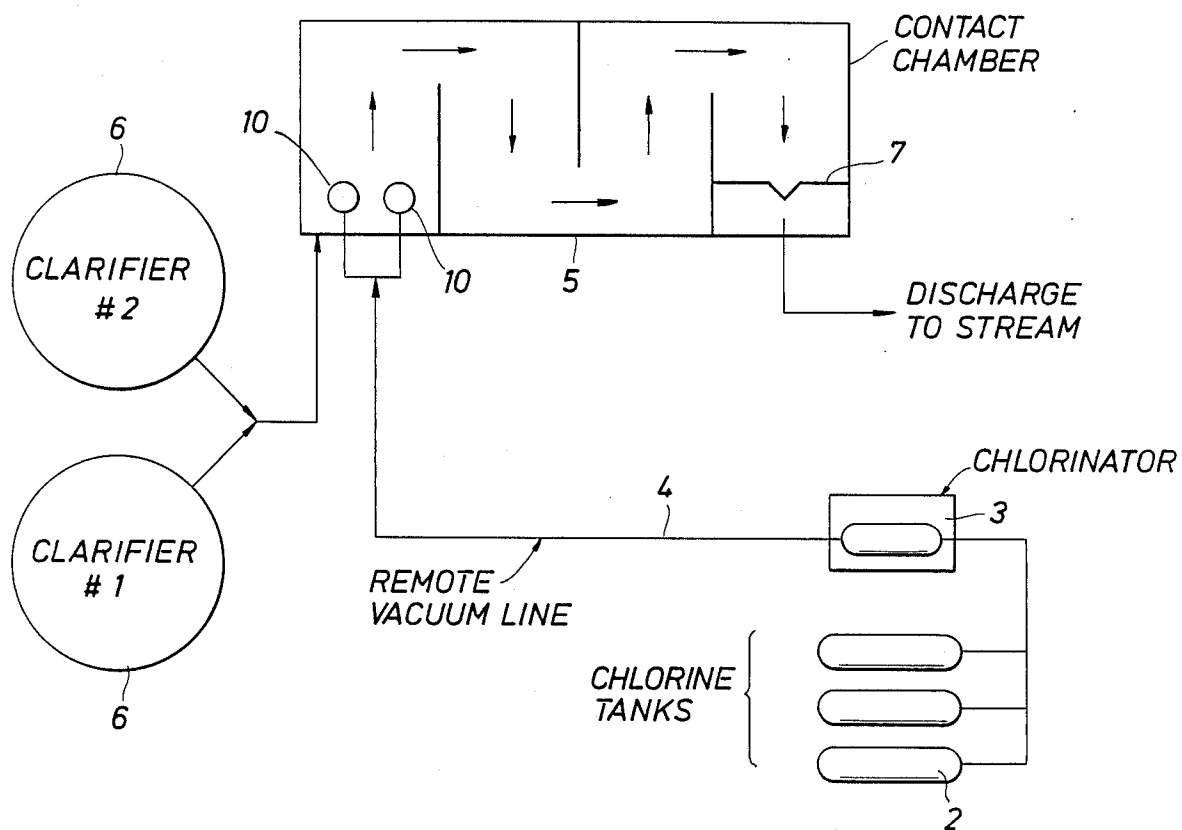 CONTACT
CHAMBER
6
10
7
CLARIFIER
#2
10
5
DISCHARGE
TO STREAM
CHLORINATOR
4
3
CLARIFIER
#1
REMOTE
VACUUM LINE
6
CHLORINE
TANKS
2